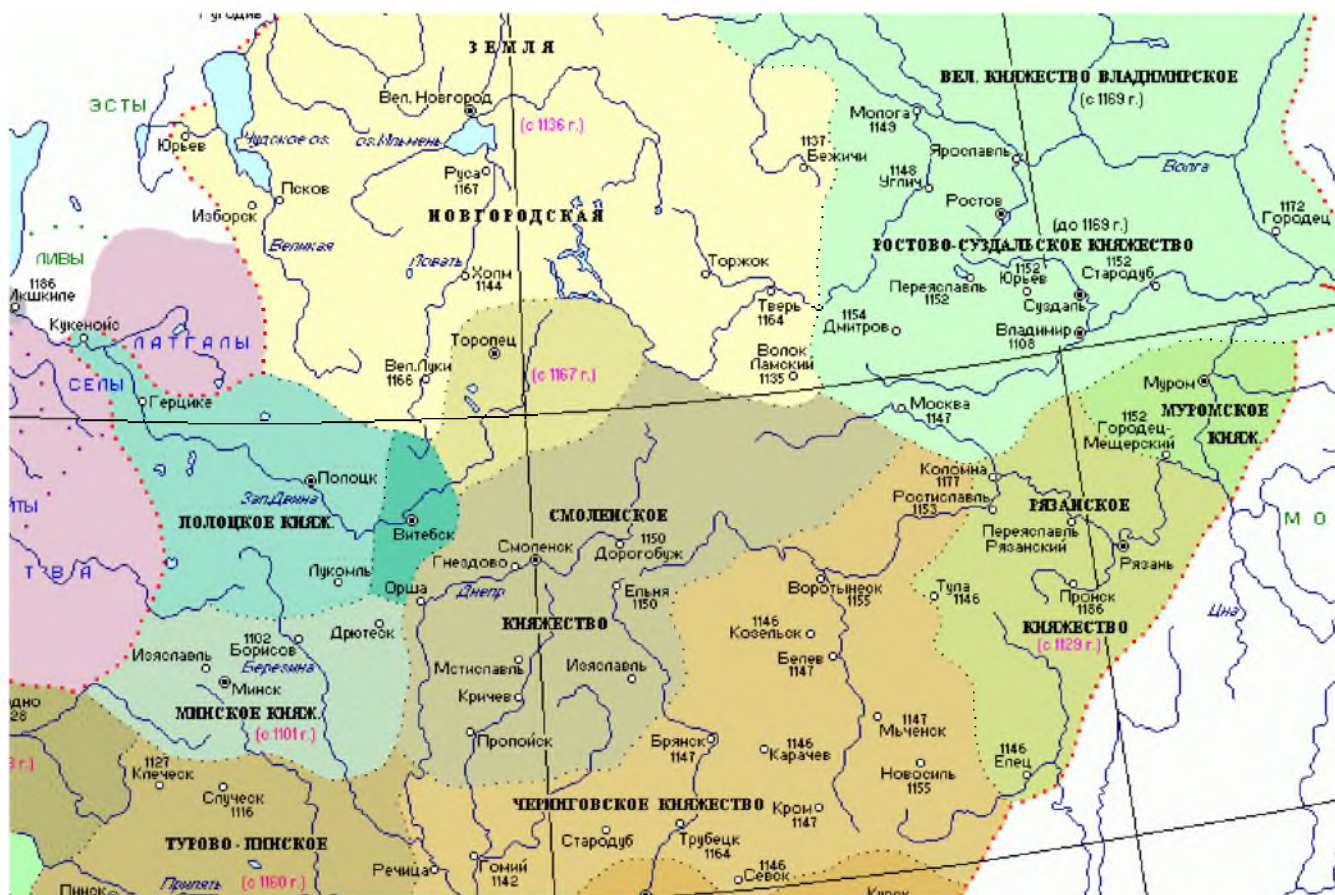 ЗЕМЛЯ
ВЕЛ. КНЯЖЕСТВО ВЛАДИМИРСКОЕ
(с 1169 г.)
ЭСТЫ
Вел. Новгород
(с 1136 г.)
Молога
1149
Юрьев
Чудское оз.
оз. Ильмень
1137
Бежичи
Ярославль
Волга
Руса
1167
1148
Углич
Псков
Изборск
Ростов
1172
Городец
НОВГОРОДСКАЯ
(до 1169 г.)
РОСТОВО-СУЗДАЛЬСКОЕ КНЯЖЕСТВО
Великая
ЛИВЫ
Ловать
Холм
1144
Торжок
1152
Юрьев
1152
Стародуб
Переяславль
1152
1186
Икшкиле
Тверь
1164
Суздаль
Кукенойс
1154
Дмитров
Владимир
1108
ЛАТГАЛЫ
Торопец
Волок
Ламский
1135
СЕЛЫ
Вел.Луки
1166
(с 1167 г.)
Муром
Герцике
Москва
1147
МУРОМСКОЕ
КНЯЖ.
1152
Городец-
Мещерский
Полоцк
Коломна
1177
Зап.Двина
Ростиславль
1153
РЯЗАНСКОЕ
ПОЛОЦКОЕ КНЯЖ.
Витебск
СМОЛЕНСКОЕ
МО
ТВА
Смоленск
1150
Дорогобуж
Переяславль
Рязанский
Гнездово
Рязань
Лукомль
Орша
Днепр
Ельня
1150
Воротынеск
1155
Тула
1146
Пронск
1186
Цна
КНЯЖЕСТВО
КНЯЖЕСТВО
(с 1129 г.)
Дрютеск
1102
Борисов
1146
Козельск
Изяславль
Березина
Мстиславль
Изяславль
Белев
1147
Минск
Кричев
МИНСКОЕ КНЯЖ.
(с 1101 г.)
1147
Мьченск
Пропойск
Брянск
1147
1146
Карачев
1146
Елец
1127
Клеческ
Новосиль
1155
Случеск
1116
ЧЕРНИГОВСКОЕ КНЯЖЕСТВО
Кром
1147
ТУРОВО-ПИНСКОЕ
Стародуб
Трубецк
1164
Речица
Гомий
1142
1146
Севск
Пинск
Припять
(с 1160 г.)
Курск